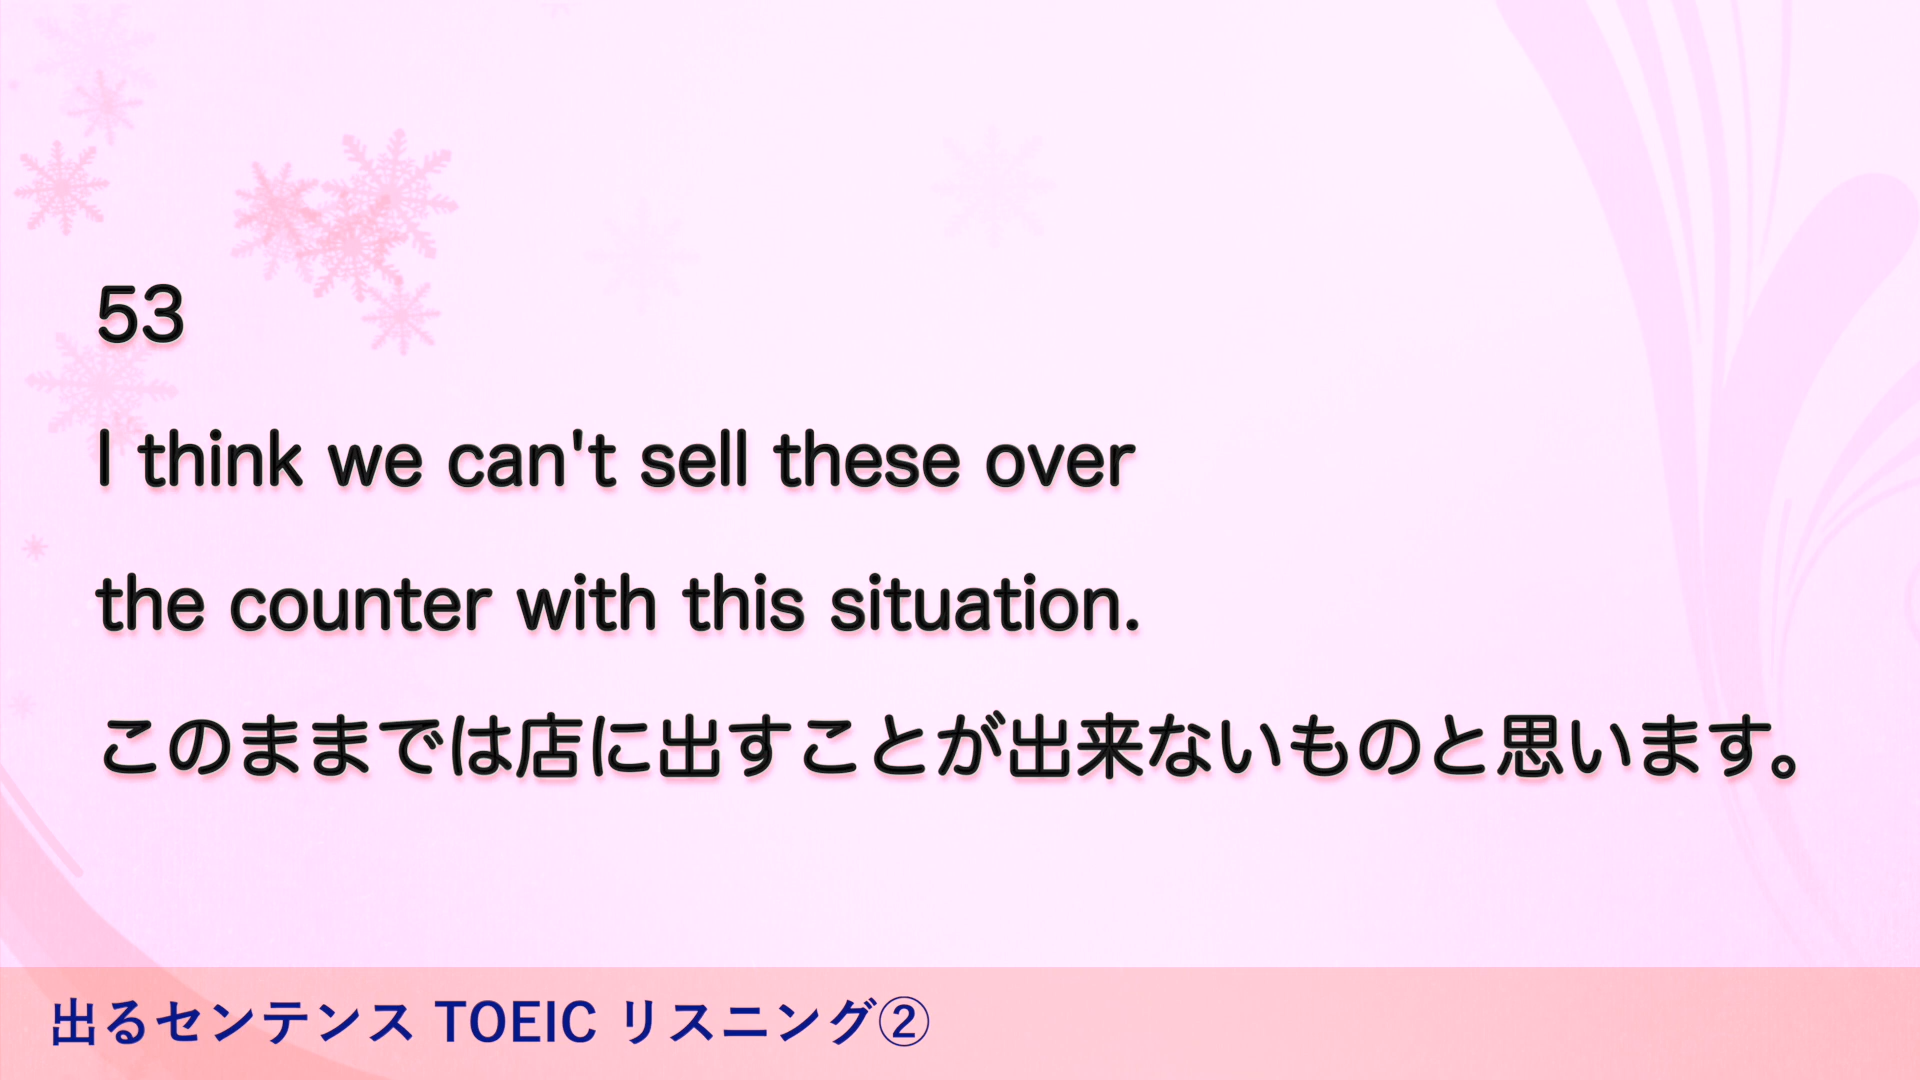 53
I think we can't sell these over
the counter with this situation.
このままでは店に出すことが出来ないものと思います。
出るセンテンス TOEIC リスニング②